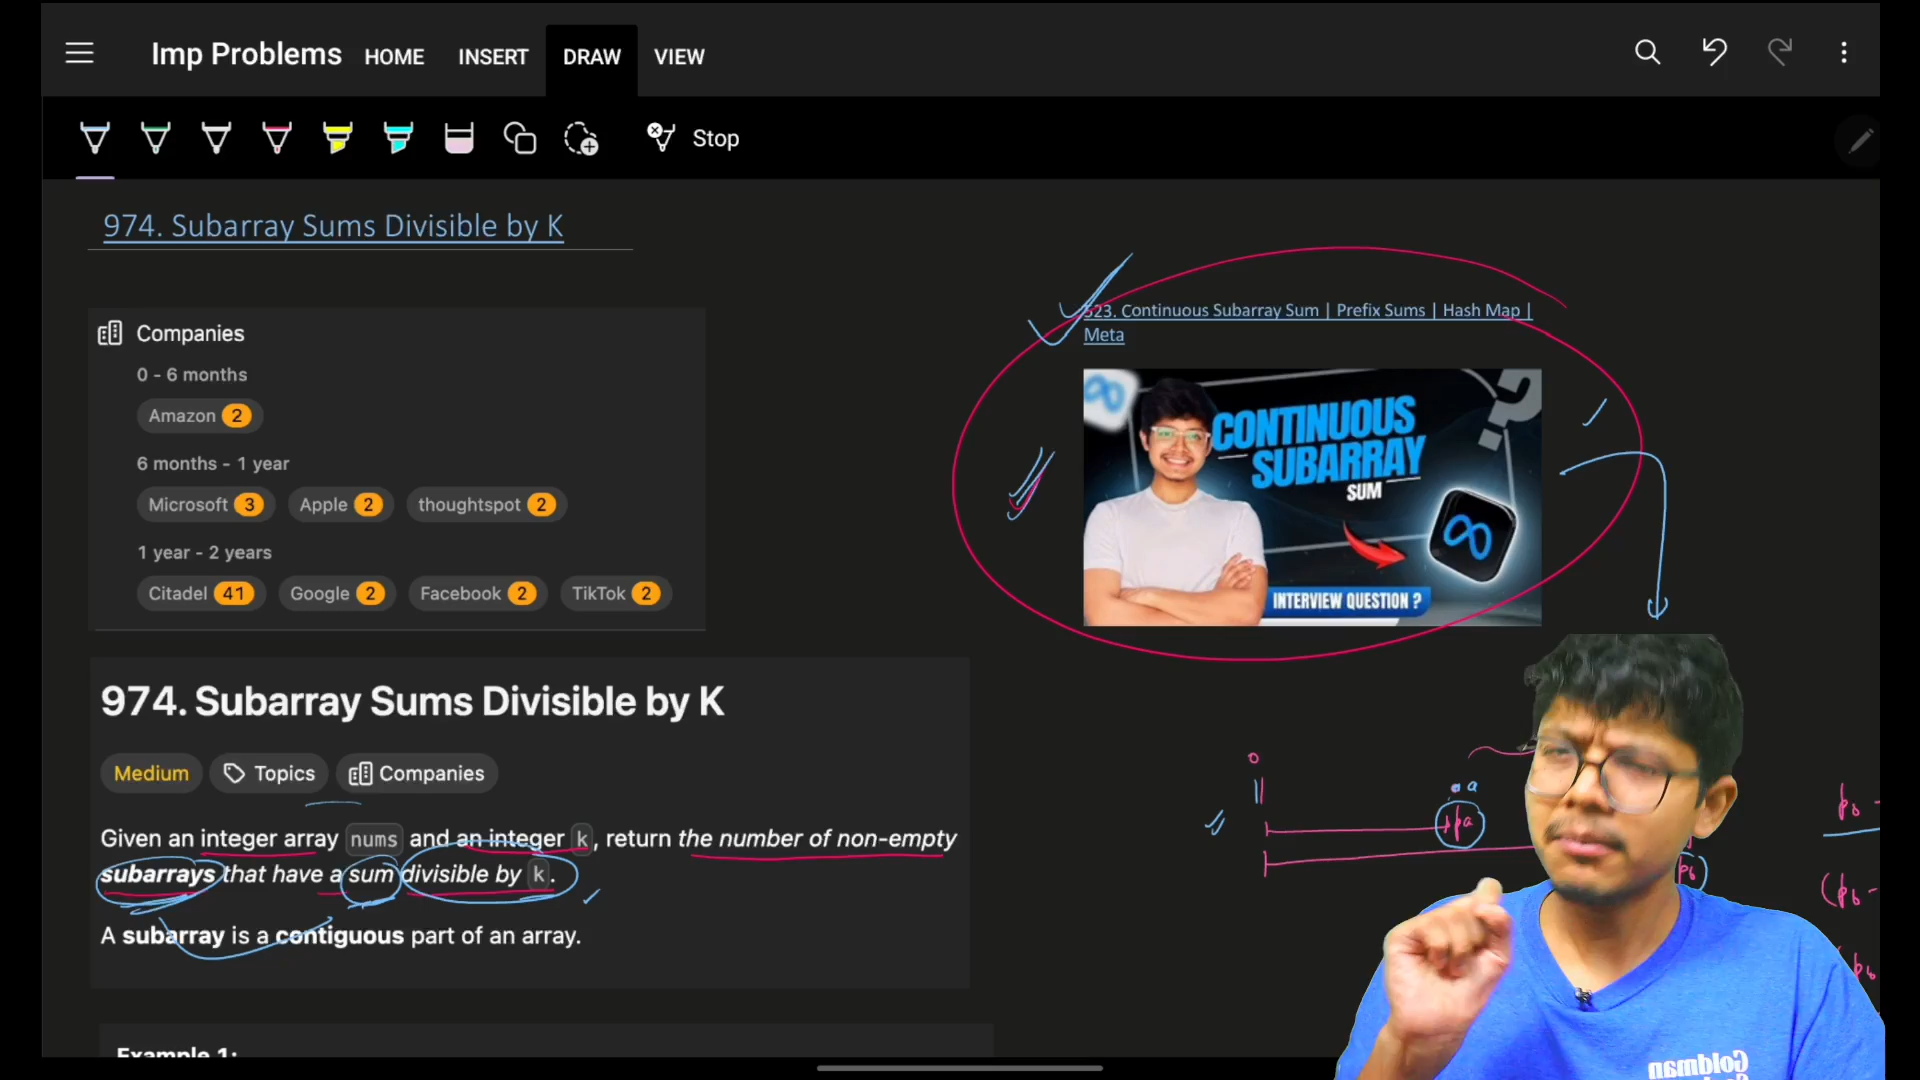 Imp Problems HOME INSERT DRAW VIEW
Stop
974. Subarray Sums Divisible by K
Companies
0 - 6 months
Amazon 2
6 months - 1 year
Microsoft 3 Apple 2 thoughtspot 2
1 year - 2 years
Citadel 41 Google 2 Facebook 2 TikTok 2
523. Continuous Subarray Sum | Prefix Sums | Hash Map |
Meta
CONTINUOUS
SUBARRAY
SUM
INTERVIEW QUESTION ?
974. Subarray Sums Divisible by K
Medium Topics Companies
Given an integer array nums and an integer k, return the number of non-empty
subarrays that have a sum divisible by k.
A subarray is a contiguous part of an array.
Example 1:
0
a
pa
pb
Goldman